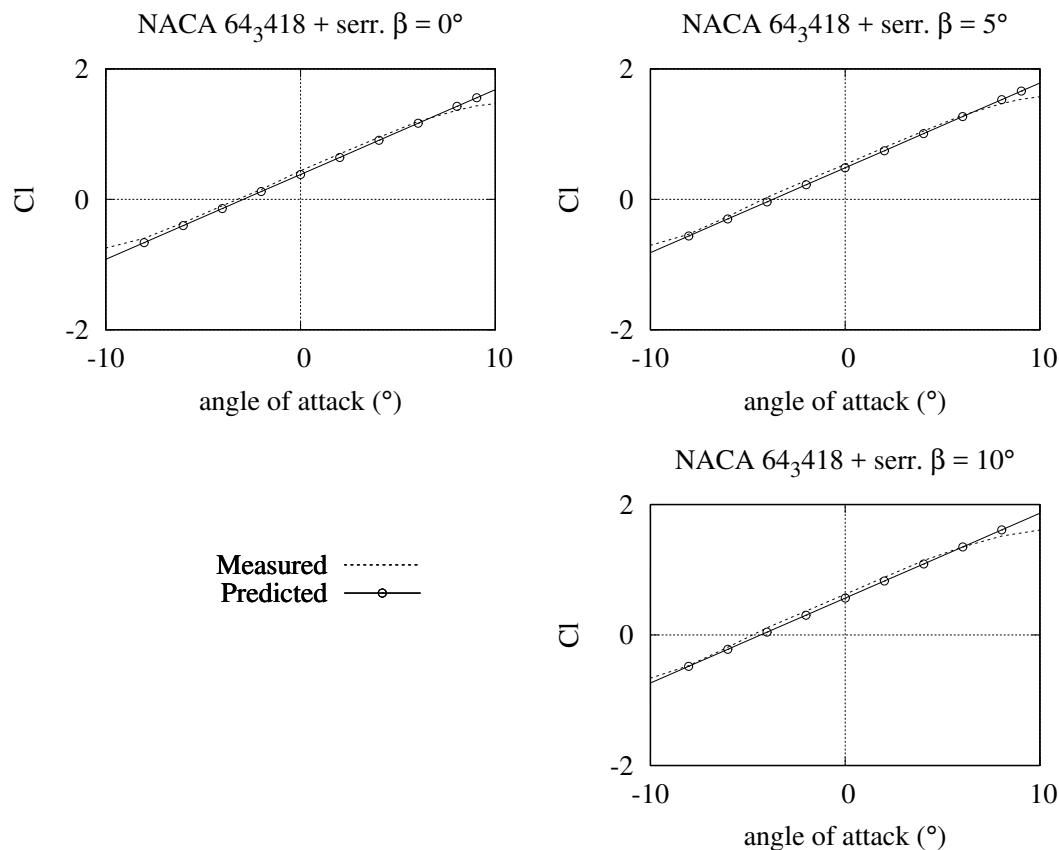 NACA 64₃418 + serr. β = 0°
2
0
-2
Cl
-10
0
10
angle of attack (°)
NACA 64₃418 + serr. β = 5°
2
0
-2
Cl
-10
0
10
angle of attack (°)
Measured
Predicted
NACA 64₃418 + serr. β = 10°
2
0
-2
Cl
-10
0
10
angle of attack (°)